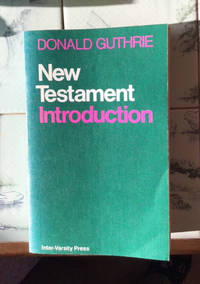 DONALD GUTHRIE
New
Testament
Introduction
Inter-Varsity Press